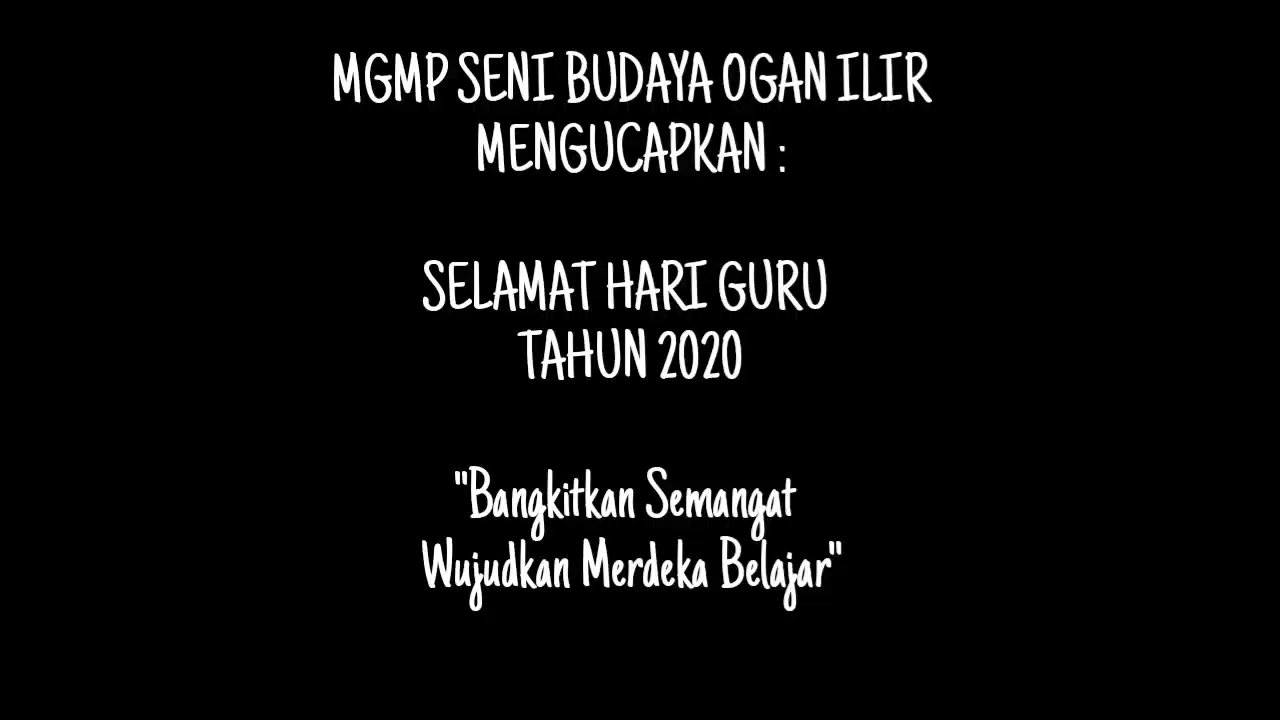 MGMP SENI BUDAYA OGAN ILIR
MENGUCAPKAN :
SELAMAT HARI GURU
TAHUN 2020
"Bangkitkan Semangat
Wujudkan Merdeka Belajar"